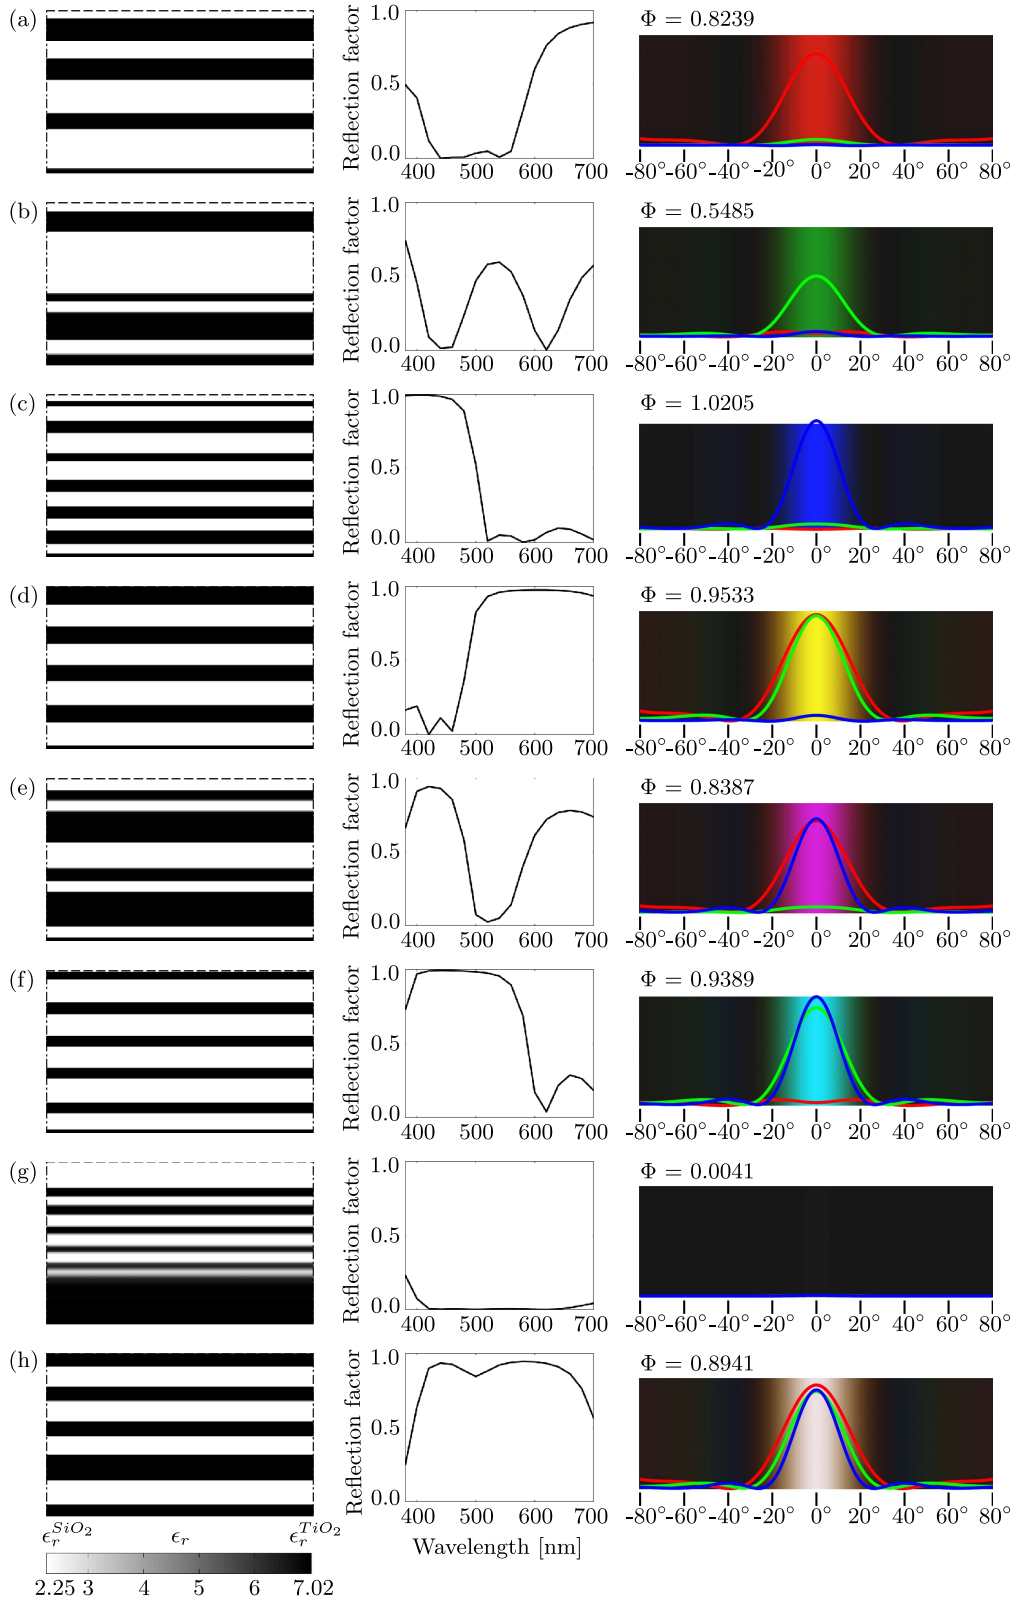 (a)
Reflection factor
1.0
0.5
0.0
400
500
600
700
Φ = 0.8239
-80° -60° -40° -20° 0° 20° 40° 60° 80°
(b)
Reflection factor
1.0
0.5
0.0
400
500
600
700
Φ = 0.5485
-80° -60° -40° -20° 0° 20° 40° 60° 80°
(c)
Reflection factor
1.0
0.5
0.0
400
500
600
700
Φ = 1.0205
-80° -60° -40° -20° 0° 20° 40° 60° 80°
(d)
Reflection factor
1.0
0.5
0.0
400
500
600
700
Φ = 0.9533
-80° -60° -40° -20° 0° 20° 40° 60° 80°
(e)
Reflection factor
1.0
0.5
0.0
400
500
600
700
Φ = 0.8387
-80° -60° -40° -20° 0° 20° 40° 60° 80°
(f)
Reflection factor
1.0
0.5
0.0
400
500
600
700
Φ = 0.9389
-80° -60° -40° -20° 0° 20° 40° 60° 80°
(g)
Reflection factor
1.0
0.5
0.0
400
500
600
700
Φ = 0.0041
-80° -60° -40° -20° 0° 20° 40° 60° 80°
(h)
Reflection factor
1.0
0.5
0.0
400
500
600
700
Φ = 0.8941
-80° -60° -40° -20° 0° 20° 40° 60° 80°
Wavelength [nm]
ϵ_r^{SiO_2} ϵ_r ϵ_r^{TiO_2}
2.25 3 4 5 6 7.02